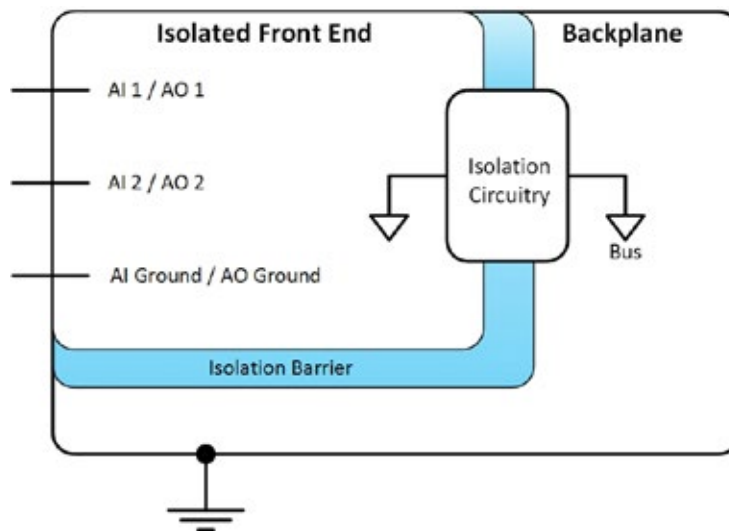 Isolated Front End
Backplane
AI 1 / AO 1
Isolation
Circuitry
AI 2 / AO 2
Bus
AI Ground / AO Ground
Isolation Barrier